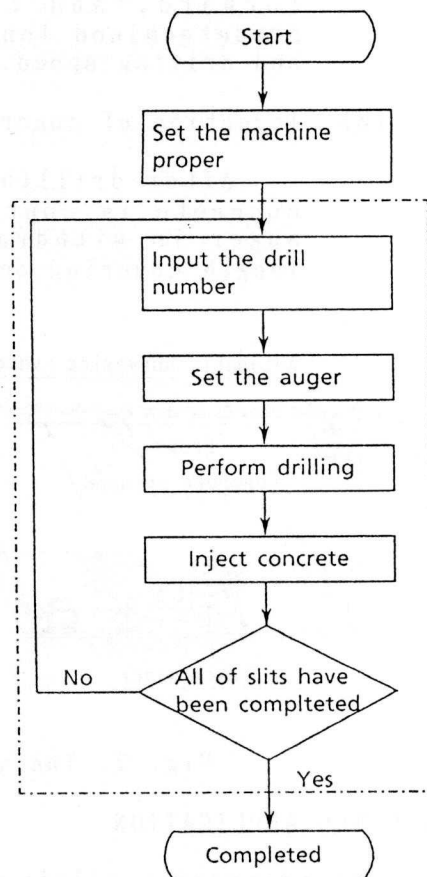 Start
Set the machine
proper
Input the drill
number
Set the auger
Perform drilling
Inject concrete
All of slits have
been complteted
No
Yes
Completed